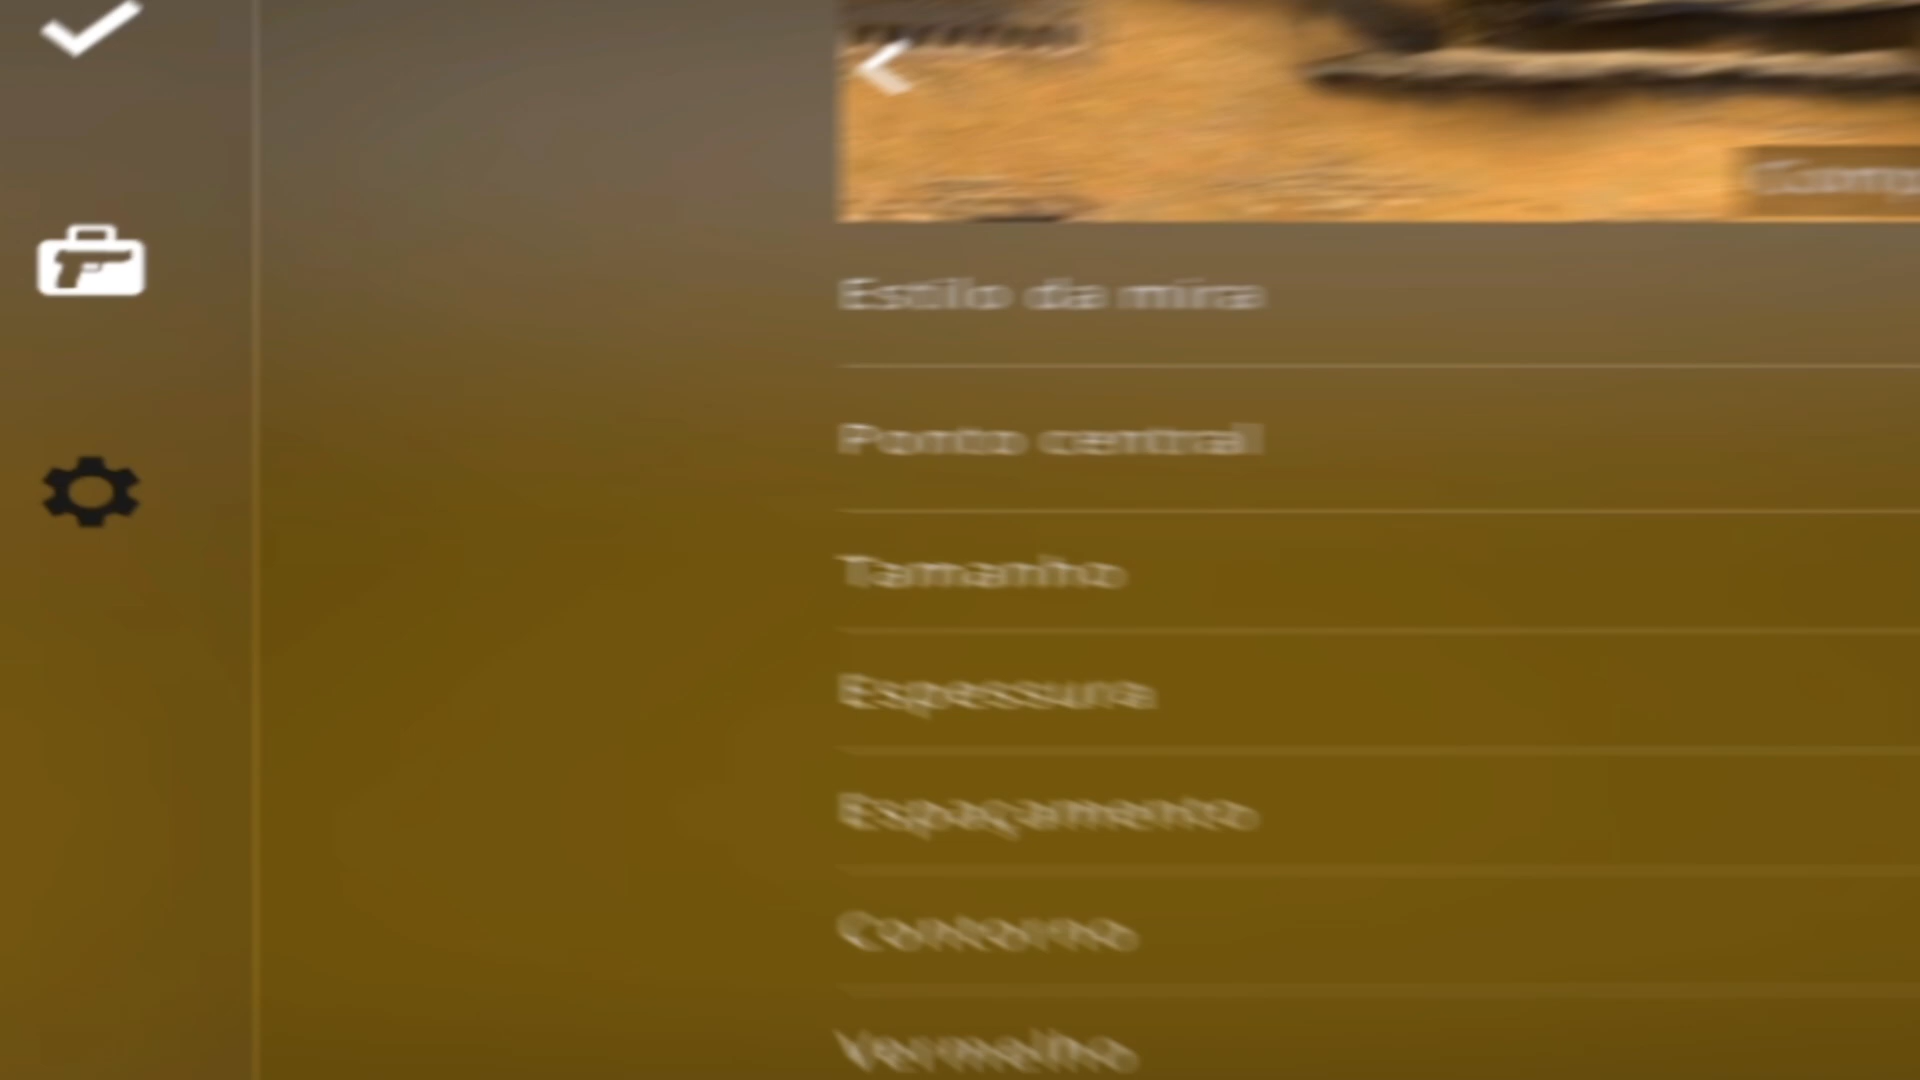 Estilo da mira
Ponto central
Tamanho
Espessura
Espaçamento
Contorno
Vermelho